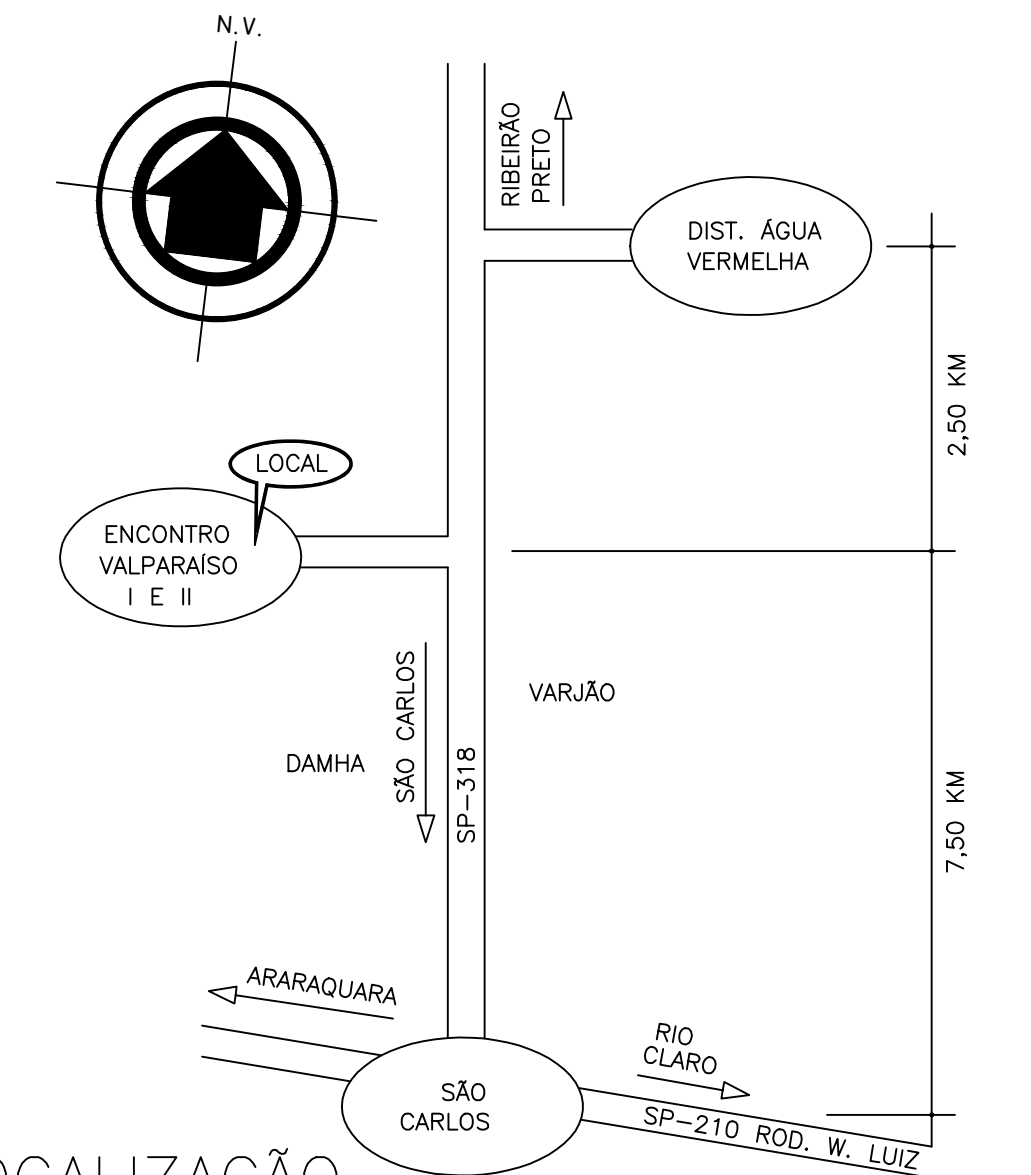 N.V.
RIBEIRÃO
PRETO
DIST. ÁGUA
VERMELHA
2,50 KM
LOCAL
ENCONTRO
VALPARAÍSO
I E II
VARJÃO
SÃO CARLOS
DAMHA
SP-318
7,50 KM
ARARAQUARA
RIO
CLARO
SÃO
CARLOS
SP-210 ROD. W. LUIZ
OCALIZAÇÃO